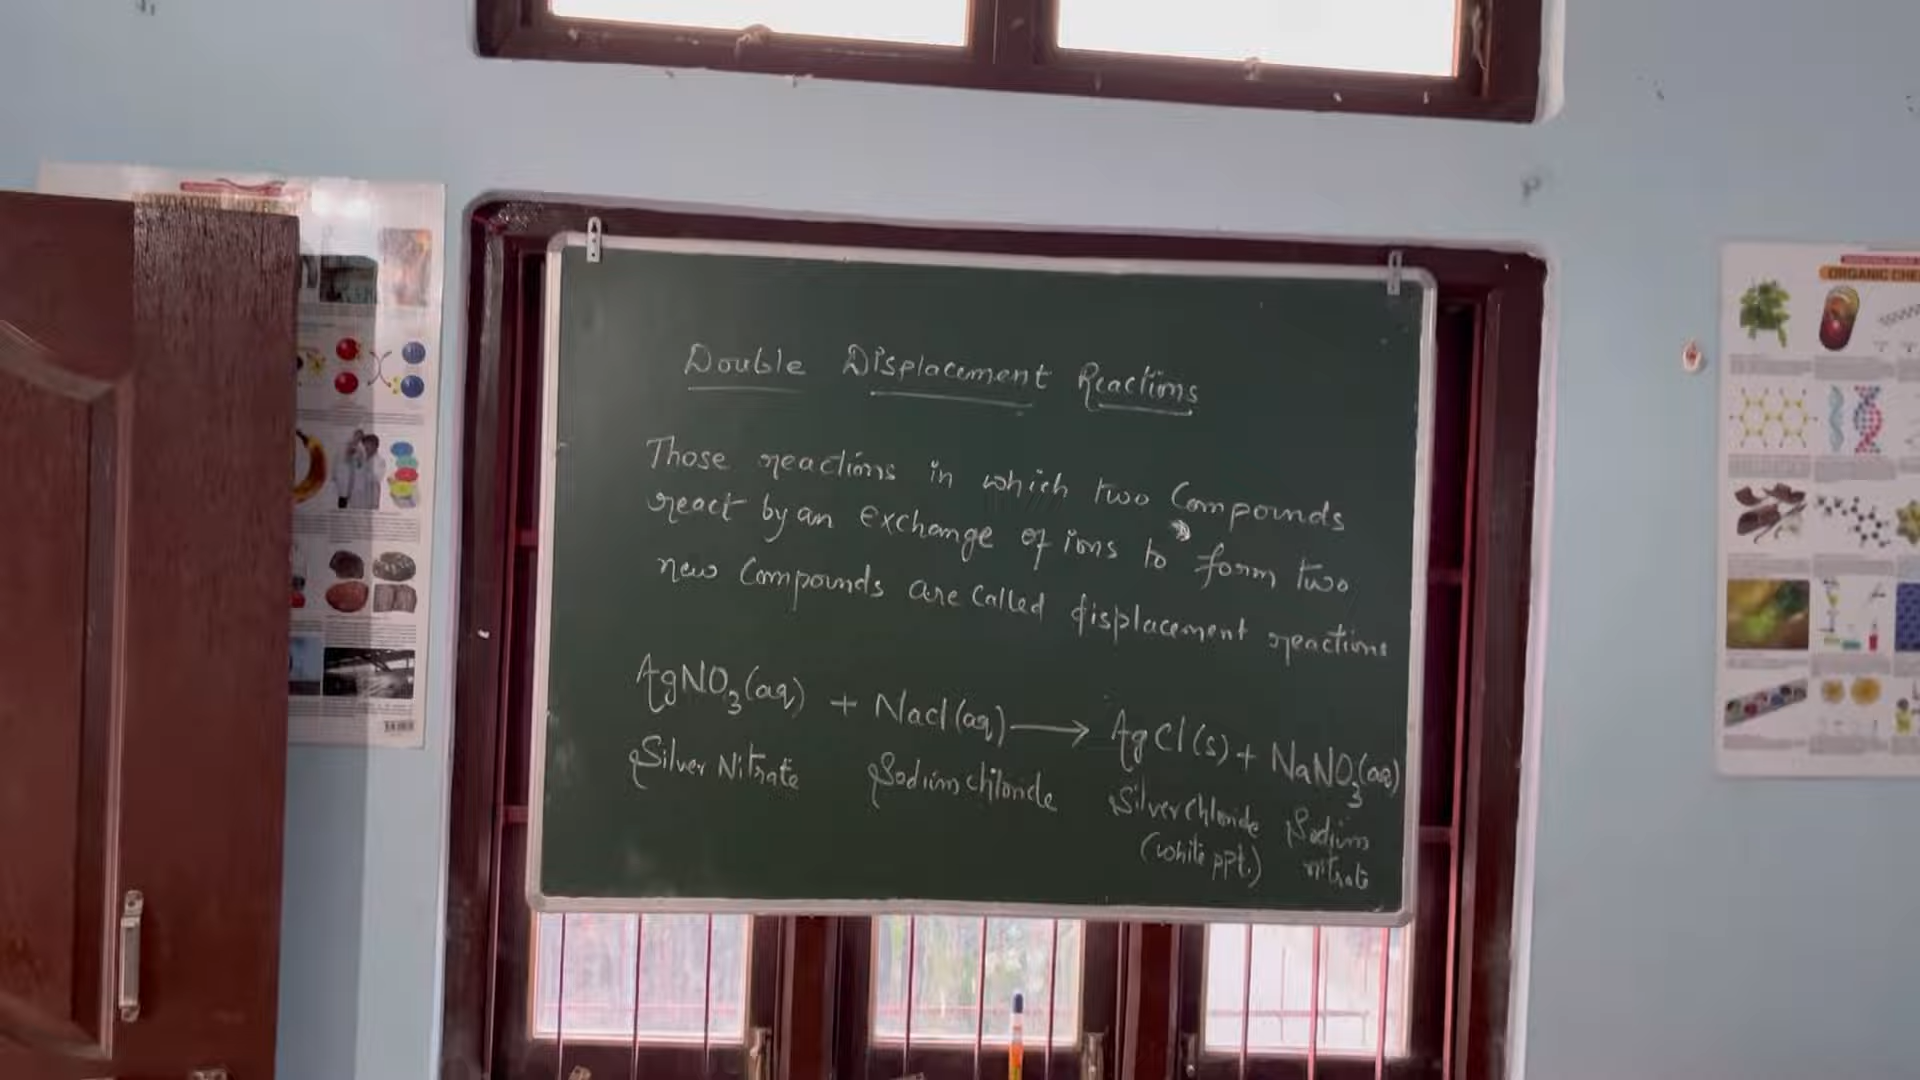 Double Displacement Reactions
Those reactions in which two Compounds
react by an exchange of ions to form two
new Compounds are called displacement reactions
AgNO₃(aq) + Nacl(aq) ⟶ AgCl(s) + NaNO₃(aq)
Silver Nitrate Sodium chloride Silver Chloride Sodium
(white ppt.) nitrate
ORGANIC